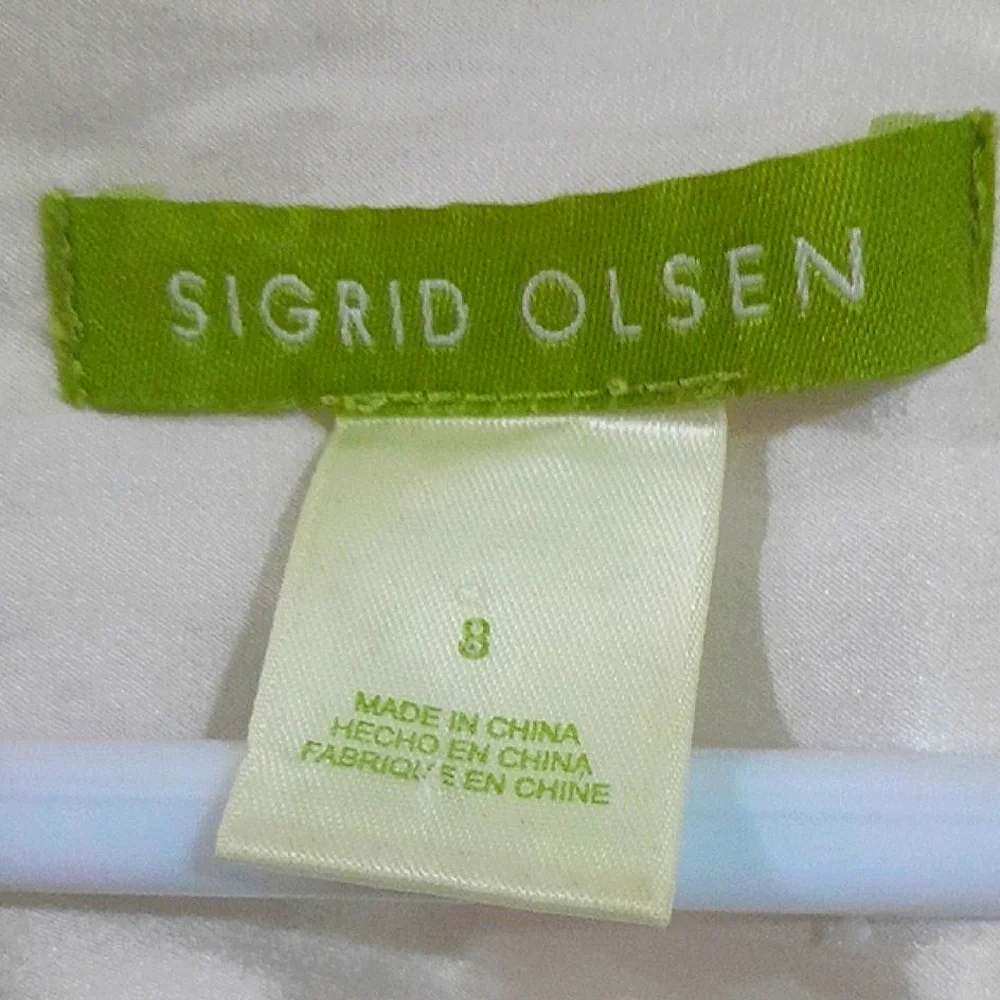 SIGRID OLSEN
8
MADE IN CHINA
HECHO EN CHINA
FABRIQUE EN CHINE